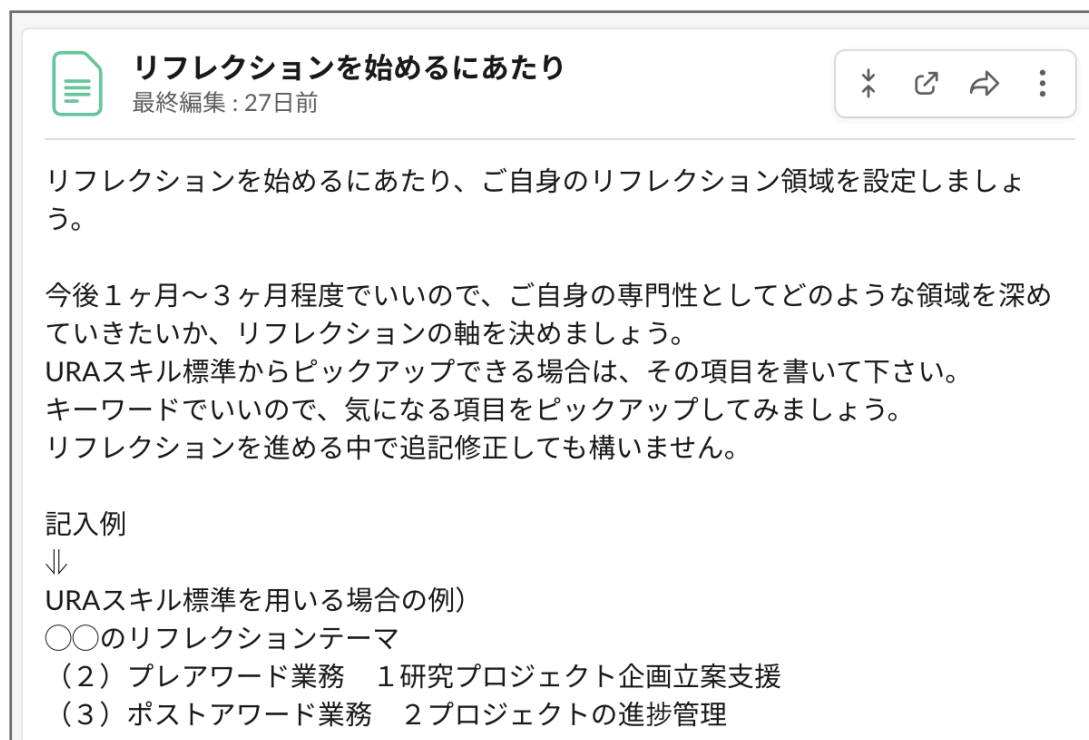 リフレクションを始めるにあたり
最終編集 : 27日前
リフレクションを始めるにあたり、ご自身のリフレクション領域を設定しましょ
う。
今後１ヶ月～３ヶ月程度でいいので、ご自身の専門性としてどのような領域を深め
ていきたいか、リフレクションの軸を決めましょう。
URAスキル標準からピックアップできる場合は、その項目を書いて下さい。
キーワードでいいので、気になる項目をピックアップしてみましょう。
リフレクションを進める中で追記修正しても構いません。
記入例
⇓
URAスキル標準を用いる場合の例）
◯◯のリフレクションテーマ
（２）プレアワード業務　１研究プロジェクト企画立案支援
（３）ポストアワード業務　２プロジェクトの進捗管理